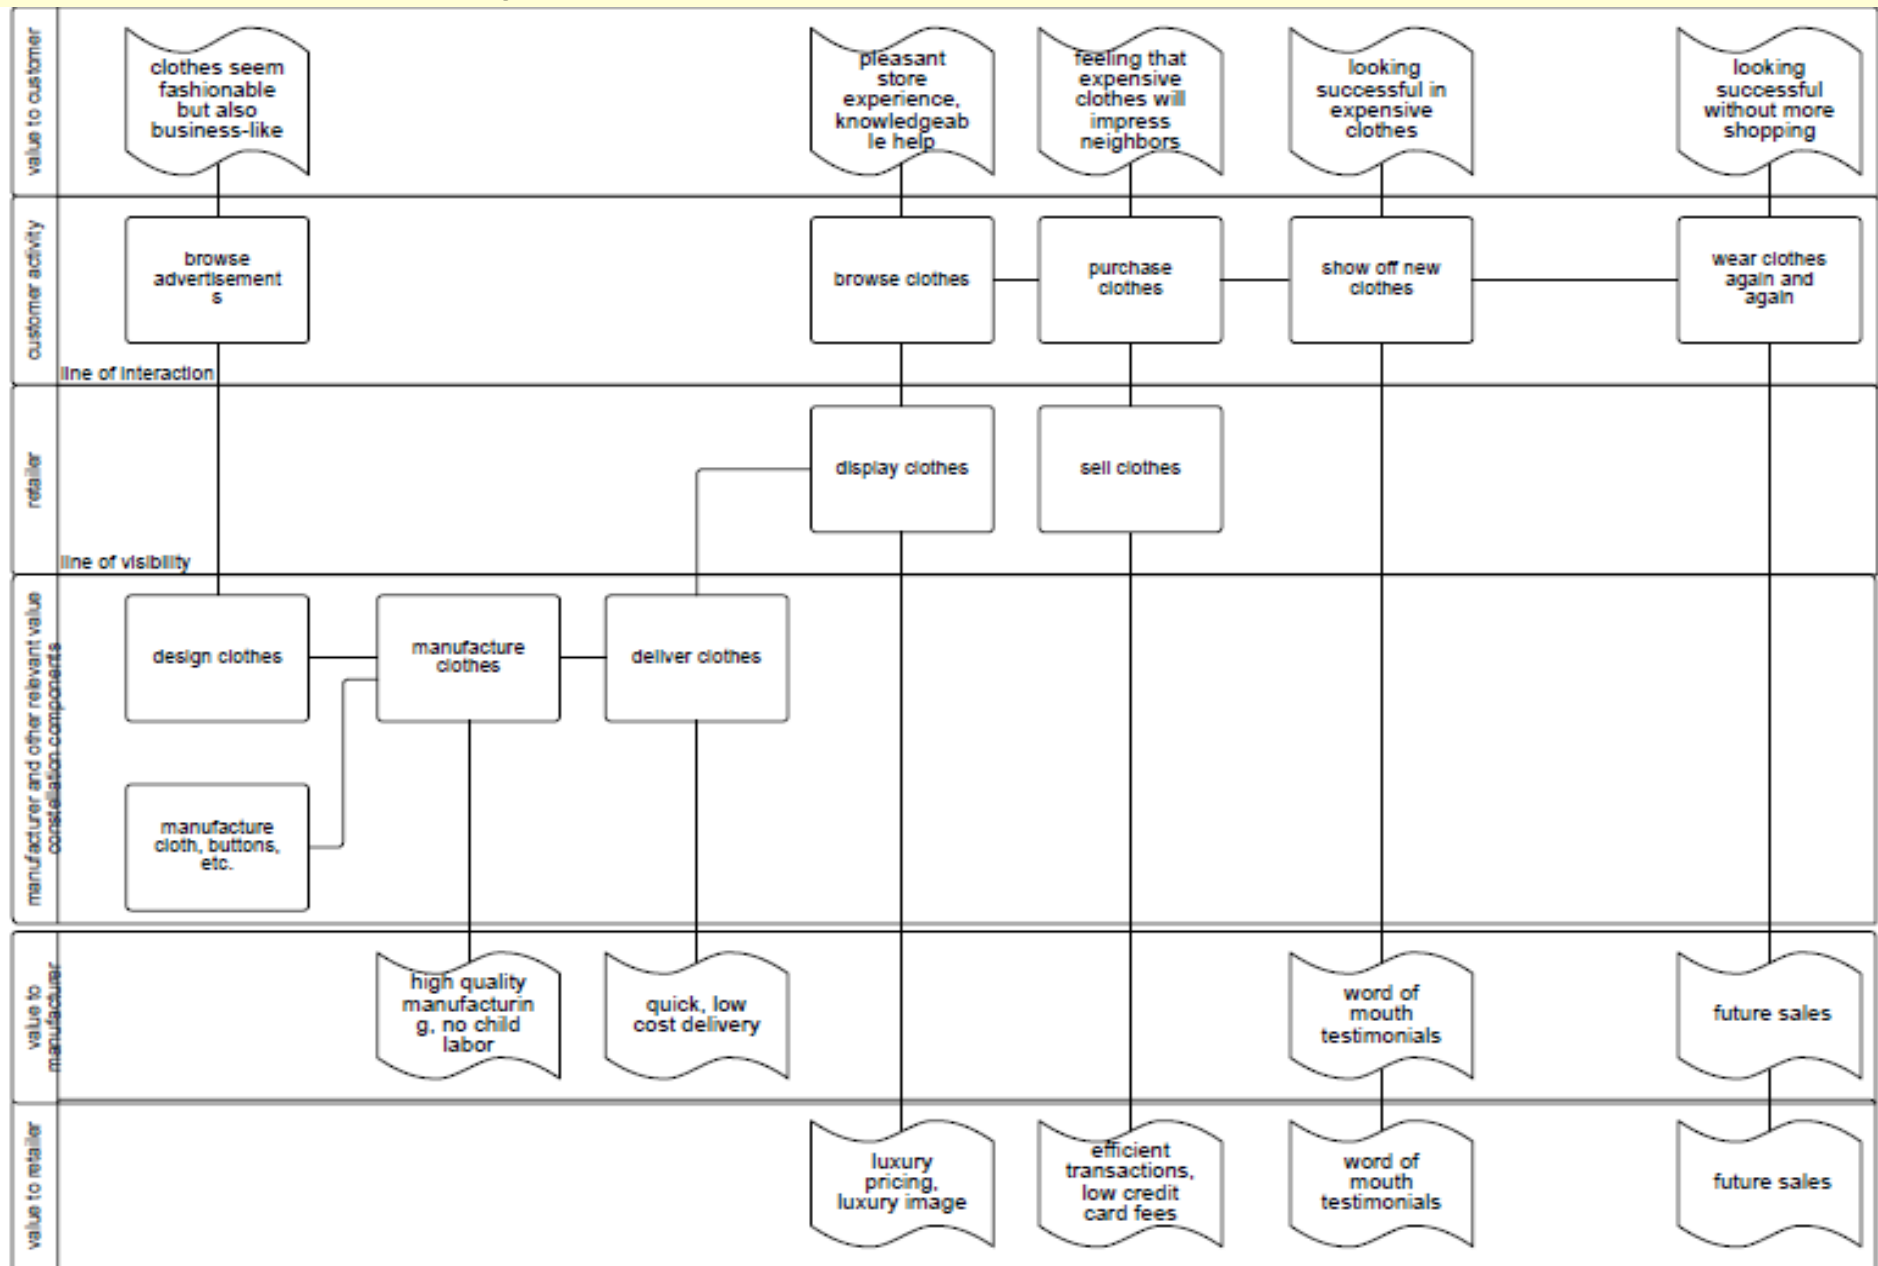 value to customer
clothes seem
fashionable
but also
business-like
pleasant
store
experience,
knowledgeab
le help
feeling that
expensive
clothes will
impress
neighbors
looking
successful in
expensive
clothes
looking
successful
without more
shopping
customer activity
browse
advertisement
s
browse clothes
purchase
clothes
show off new
clothes
wear clothes
again and
again
line of interaction
retailer
display clothes
sell clothes
line of visibility
manufacturer and other relevant value
constellation components
design clothes
manufacture
clothes
deliver clothes
manufacture
cloth, buttons,
etc.
value to
manufacturer
high quality
manufacturin
g, no child
labor
quick, low
cost delivery
word of
mouth
testimonials
future sales
value to retailer
luxury
pricing,
luxury image
efficient
transactions,
low credit
card fees
word of
mouth
testimonials
future sales